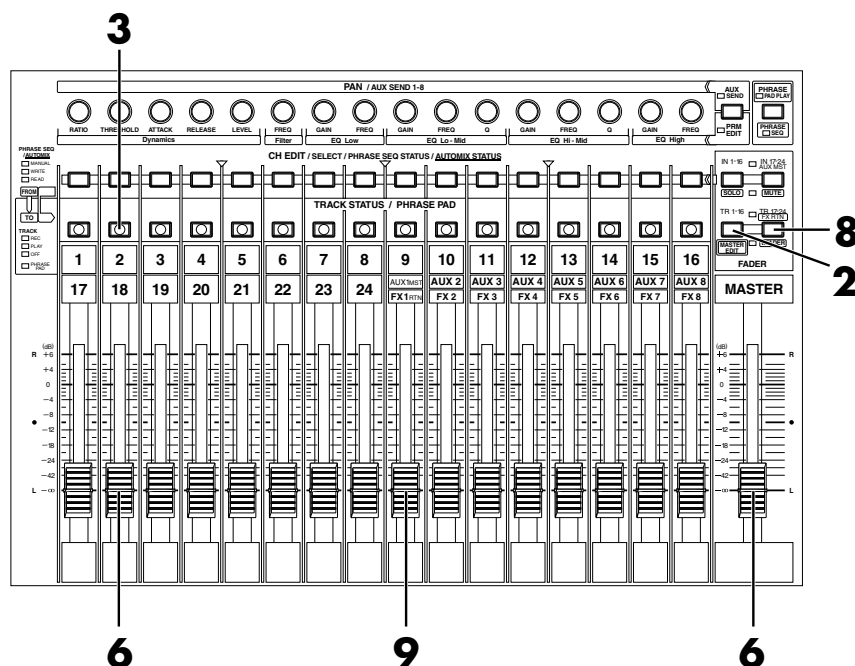 3
PAN / AUX SEND 1-8
AUX
SEND
PHRASE
PAD PLAY
RATIO THRESHOLD ATTACK RELEASE LEVEL FREQ GAIN FREQ GAIN FREQ Q GAIN FREQ Q GAIN FREQ
PRM
EDIT
PHRASE
SEQ
Dynamics Filter EQ Low EQ Lo - Mid EQ Hi - Mid EQ High
PHRASE SEQ
/AUTOMIX
MANUAL
WRITE
READ
FROM
TO
TRACK
REC
PLAY
OFF
PHRASE
PAD
CH EDIT / SELECT / PHRASE SEQ STATUS / AUTOMIX STATUS
IN 1-16 IN 17-24
AUX MST
SOLO MUTE
TRACK STATUS / PHRASE PAD
TR 1-16 TR 17-24
FX RTN
MASTER
EDIT
FADER
8
2
1 2 3 4 5 6 7 8 9 10 11 12 13 14 15 16
17 18 19 20 21 22 23 24 AUX1MST AUX 2 AUX 3 AUX 4 AUX 5 AUX 6 AUX 7 AUX 8 MASTER
FX1RTN FX 2 FX 3 FX 4 FX 5 FX 6 FX 7 FX 8
(dB) (dB)
R +6 +6 R
+4 +4
0 0
-4 -4
-8 -8
-12 -12
-18 -18
-24 -24
-42 -42
L -∞ -∞ L
6 9 6